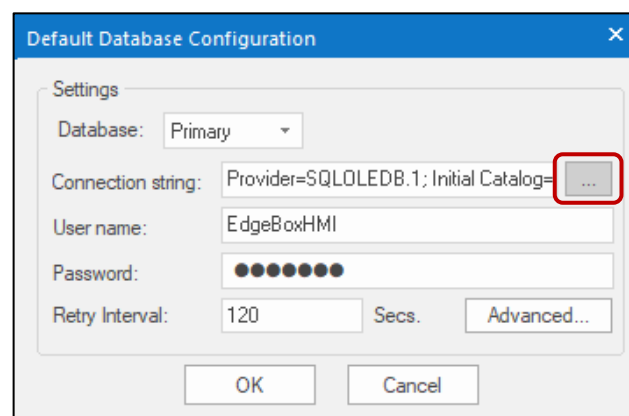 Default Database Configuration
Settings
Database: Primary
Connection string: Provider=SQLOLEDB.1; Initial Catalog= ...
User name: EdgeBoxHMI
Password: ●●●●●●●
Retry Interval: 120 Secs. Advanced...
OK Cancel